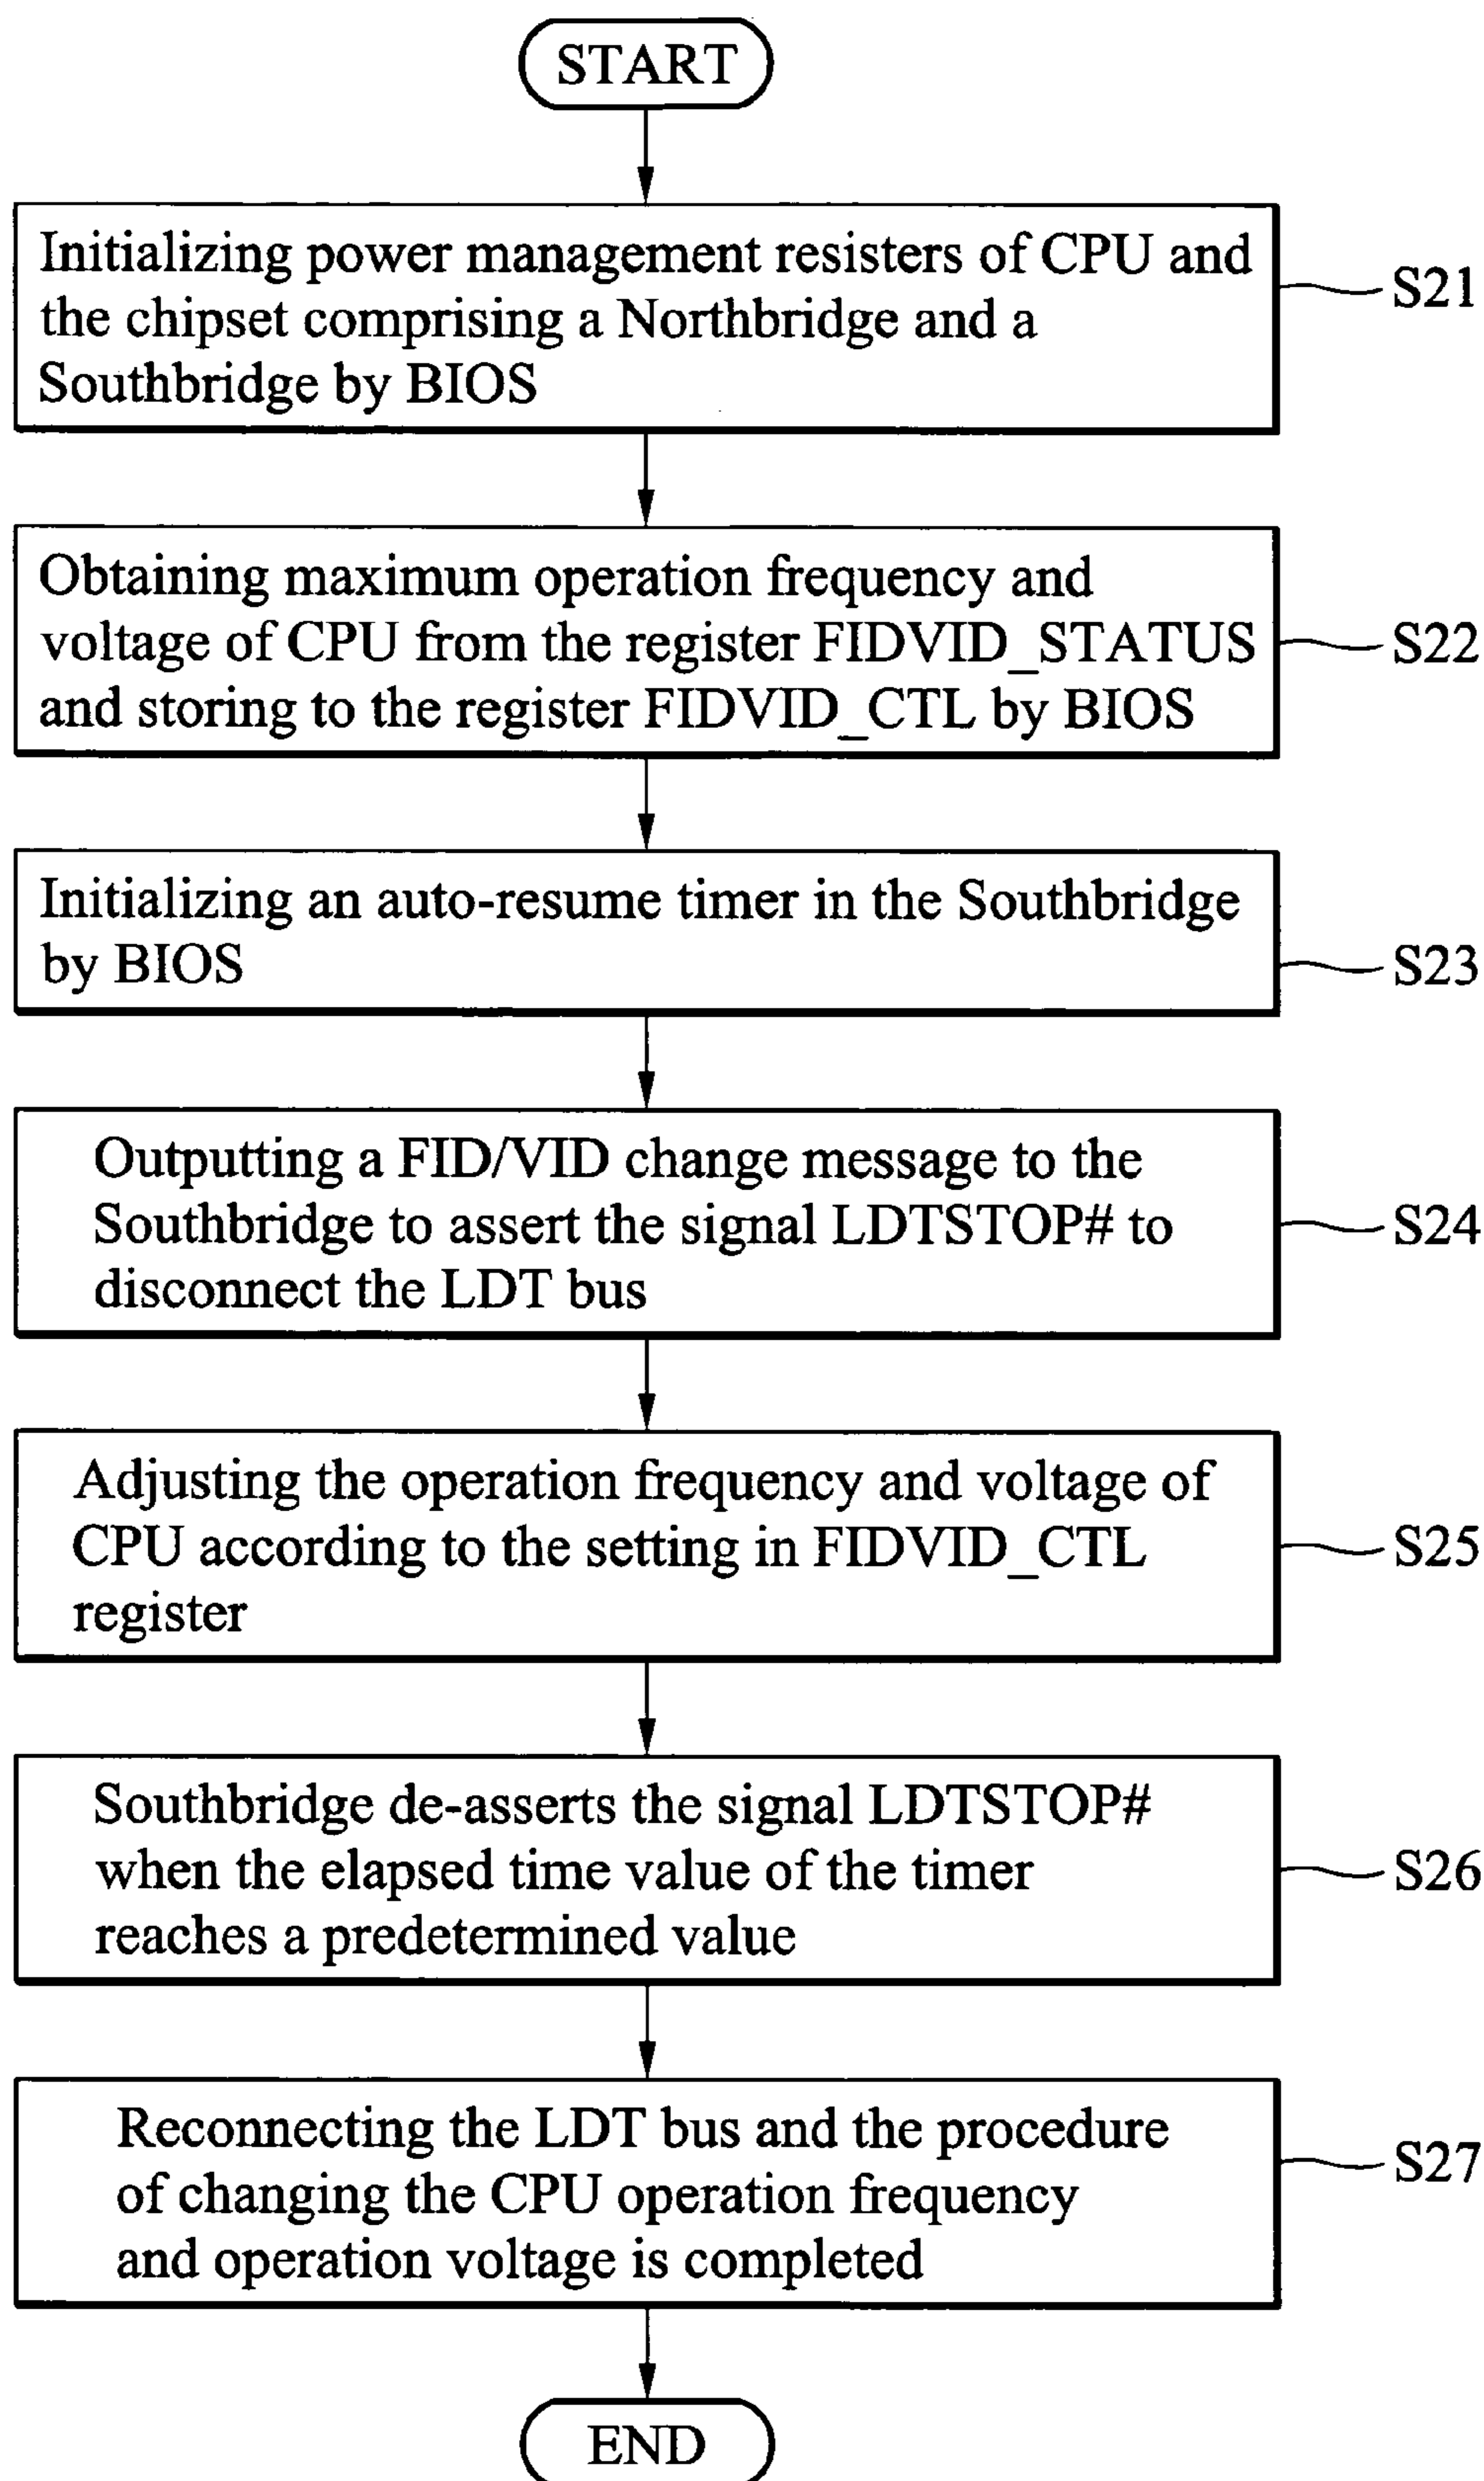 START
Initializing power management resisters of CPU and
the chipset comprising a Northbridge and a
Southbridge by BIOS
S21
Obtaining maximum operation frequency and
voltage of CPU from the register FIDVID_STATUS
and storing to the register FIDVID_CTL by BIOS
S22
Initializing an auto-resume timer in the Southbridge
by BIOS
S23
Outputting a FID/VID change message to the
Southbridge to assert the signal LDTSTOP# to
disconnect the LDT bus
S24
Adjusting the operation frequency and voltage of
CPU according to the setting in FIDVID_CTL
register
S25
Southbridge de-asserts the signal LDTSTOP#
when the elapsed time value of the timer
reaches a predetermined value
S26
Reconnecting the LDT bus and the procedure
of changing the CPU operation frequency
and operation voltage is completed
S27
END